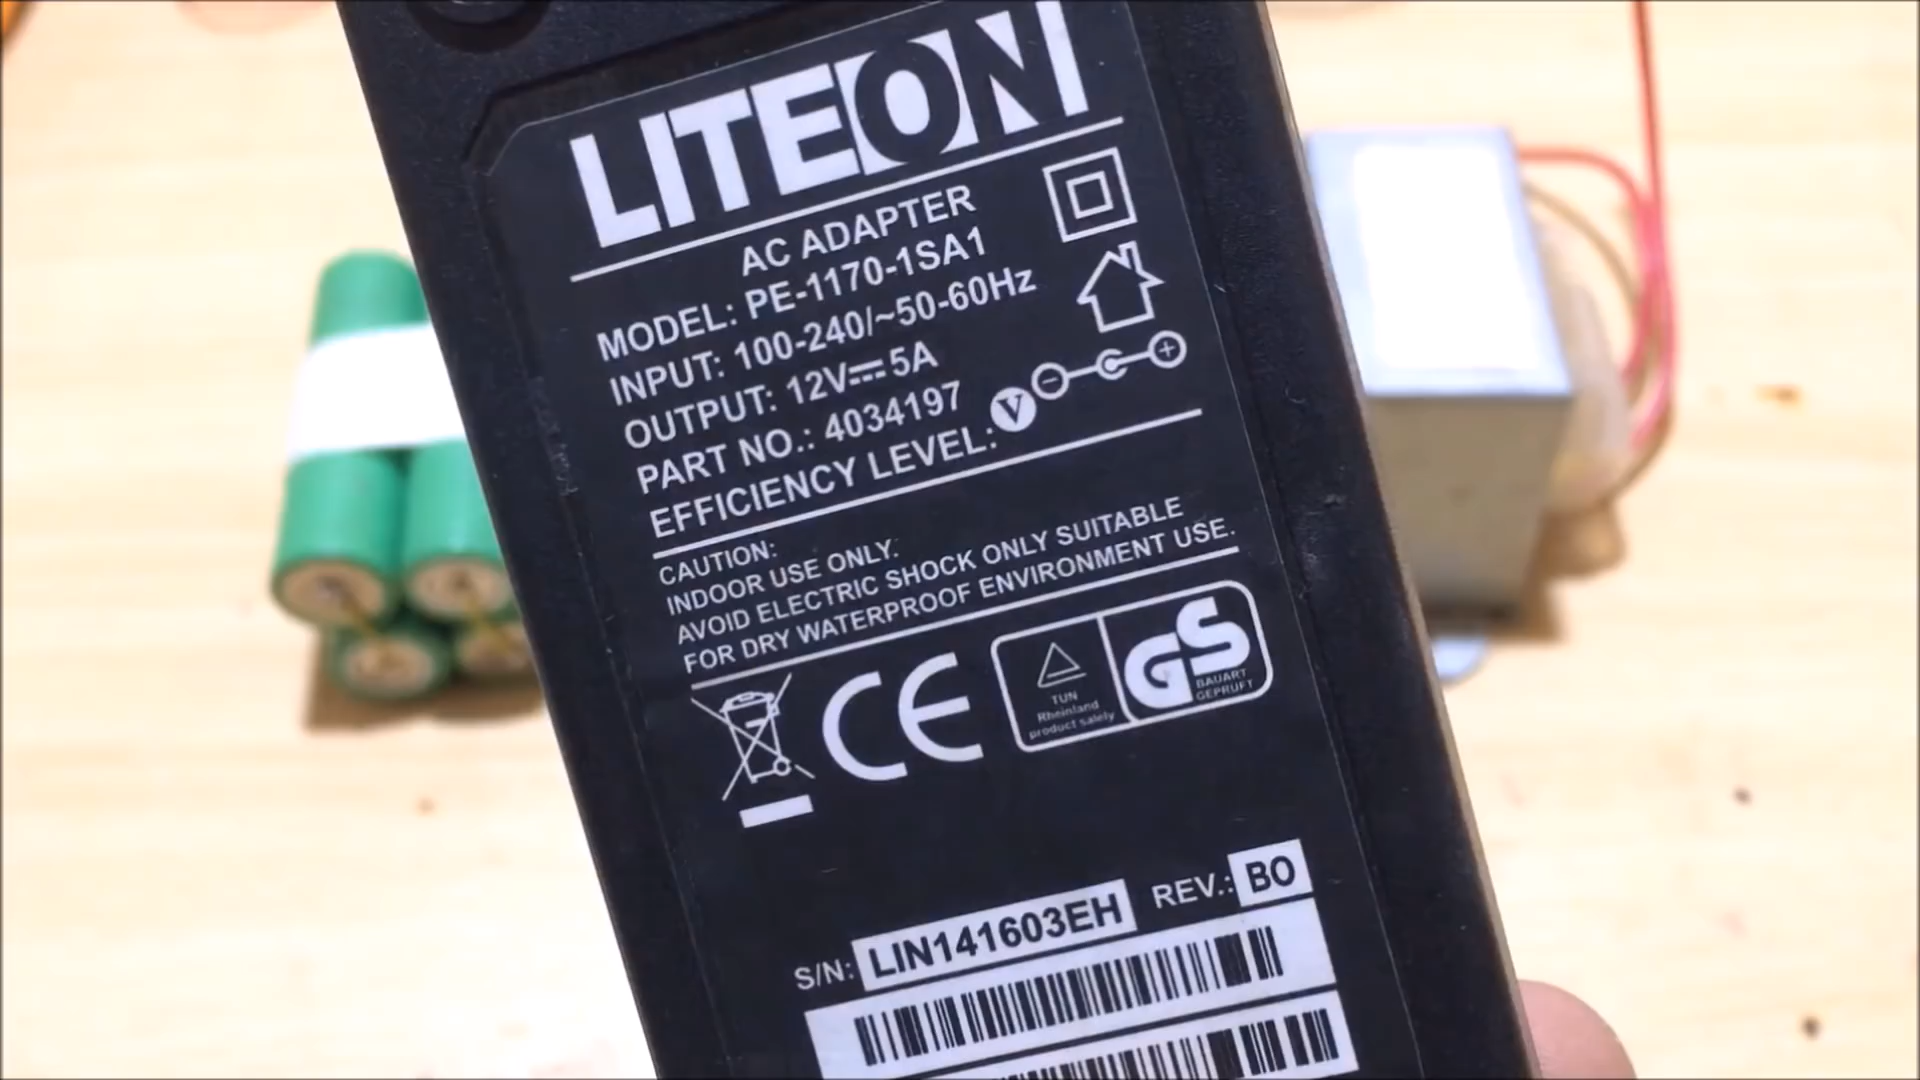 LITEON
AC ADAPTER
MODEL: PE-1170-1SA1
INPUT: 100-240/~50-60Hz
OUTPUT: 12V⎓5A
PART NO.: 4034197
EFFICIENCY LEVEL: V
CAUTION:
INDOOR USE ONLY.
AVOID ELECTRIC SHOCK ONLY SUITABLE
FOR DRY WATERPROOF ENVIRONMENT USE.
CE
TUN
Rheinland
product salely
GS
BAUART
GEPRUFT
S/N: LIN141603EH REV.: BO